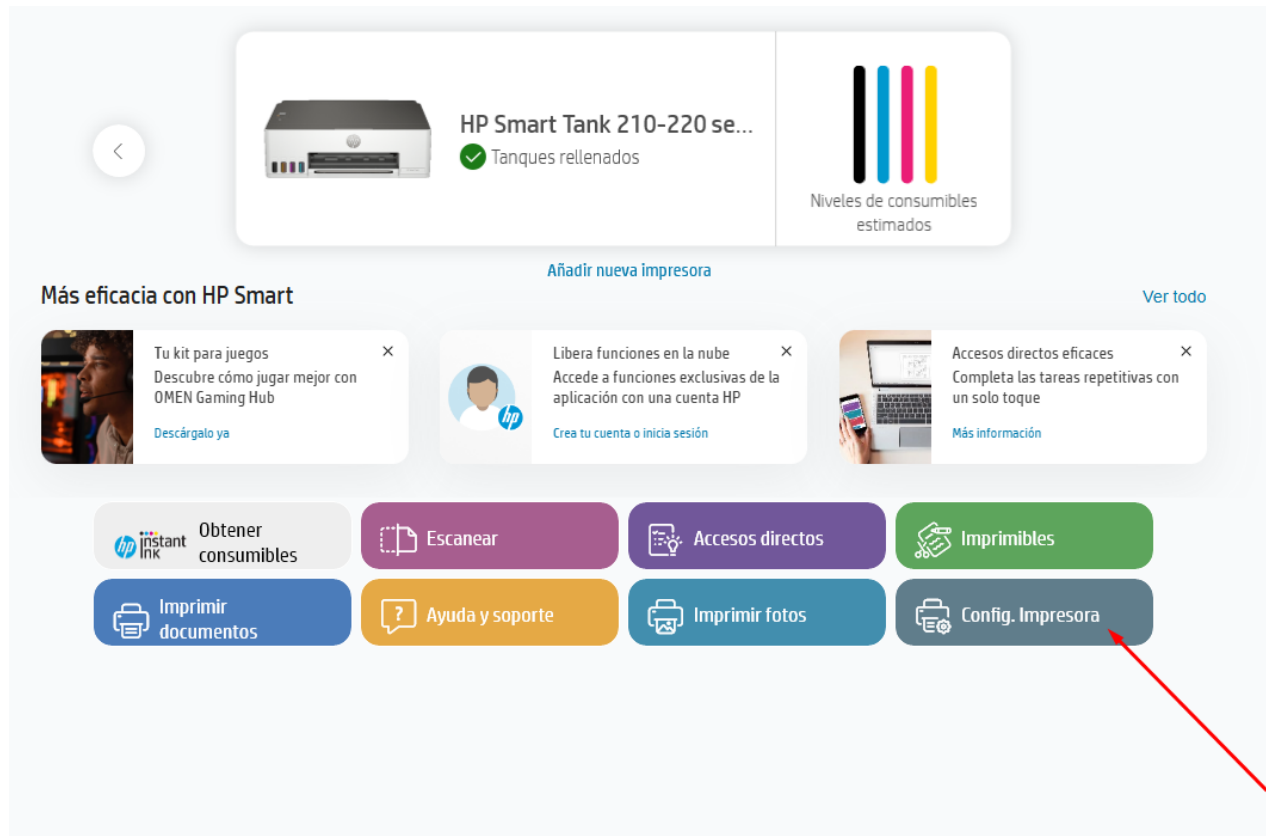 HP Smart Tank 210-220 se...
Tanques rellenados
Niveles de consumibles
estimados
Añadir nueva impresora
Más eficacia con HP Smart
Ver todo
Tu kit para juegos
Descubre cómo jugar mejor con
OMEN Gaming Hub
Descárgalo ya
Libera funciones en la nube
Accede a funciones exclusivas de la
aplicación con una cuenta HP
Crea tu cuenta o inicia sesión
hp
Accesos directos eficaces
Completa las tareas repetitivas con
un solo toque
Más información
hp instant ink
Obtener
consumibles
Escanear
Accesos directos
Imprimibles
Imprimir
documentos
Ayuda y soporte
Imprimir fotos
Config. Impresora